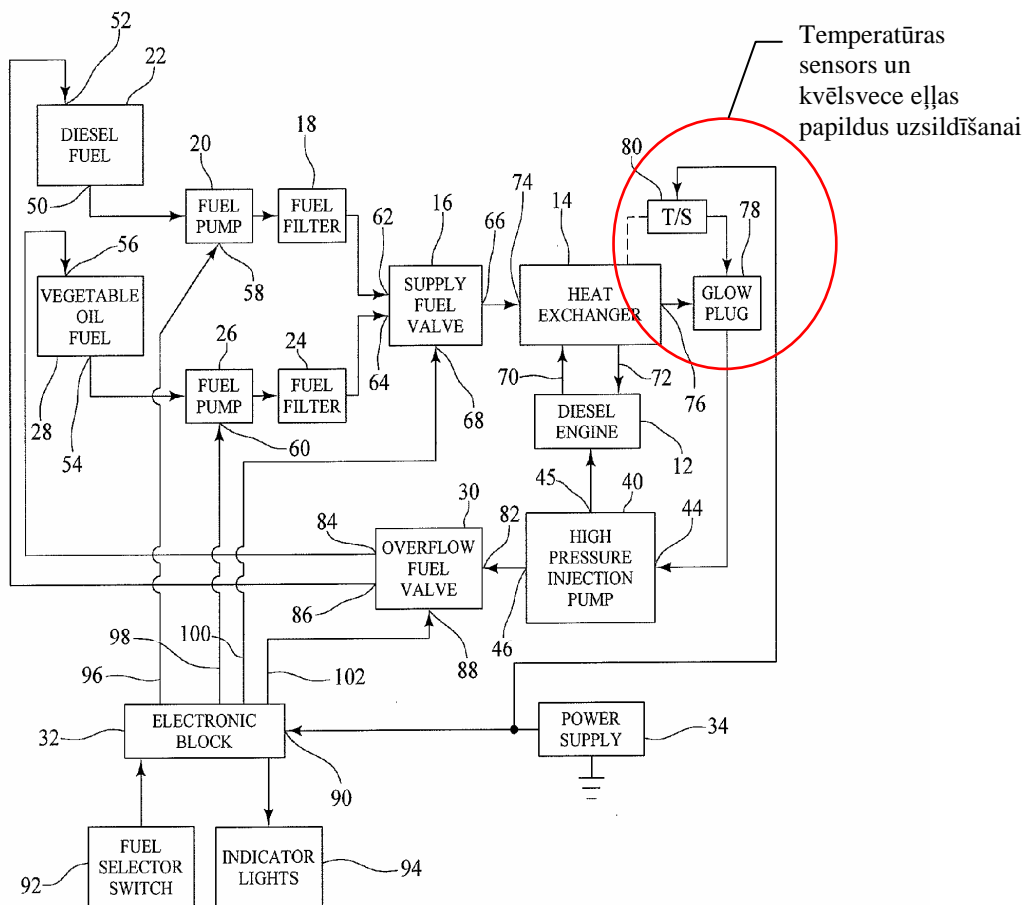 Temperatūras
sensors un
kvēlsvece eļļas
papildus uzsildīšanai
52
22
DIESEL
FUEL
50
20
FUEL
PUMP
58
18
FUEL
FILTER
56
VEGETABLE
OIL
FUEL
28
54
26
FUEL
PUMP
60
24
FUEL
FILTER
62
64
16
SUPPLY
FUEL
VALVE
66
68
74
14
HEAT
EXCHANGER
80
T/S
78
GLOW
PLUG
76
70
72
DIESEL
ENGINE
12
45
40
44
HIGH
PRESSURE
INJECTION
PUMP
46
30
82
84
OVERFLOW
FUEL
VALVE
86
88
100
98
96
102
ELECTRONIC
BLOCK
32
90
POWER
SUPPLY
34
FUEL
SELECTOR
SWITCH
92
INDICATOR
LIGHTS
94